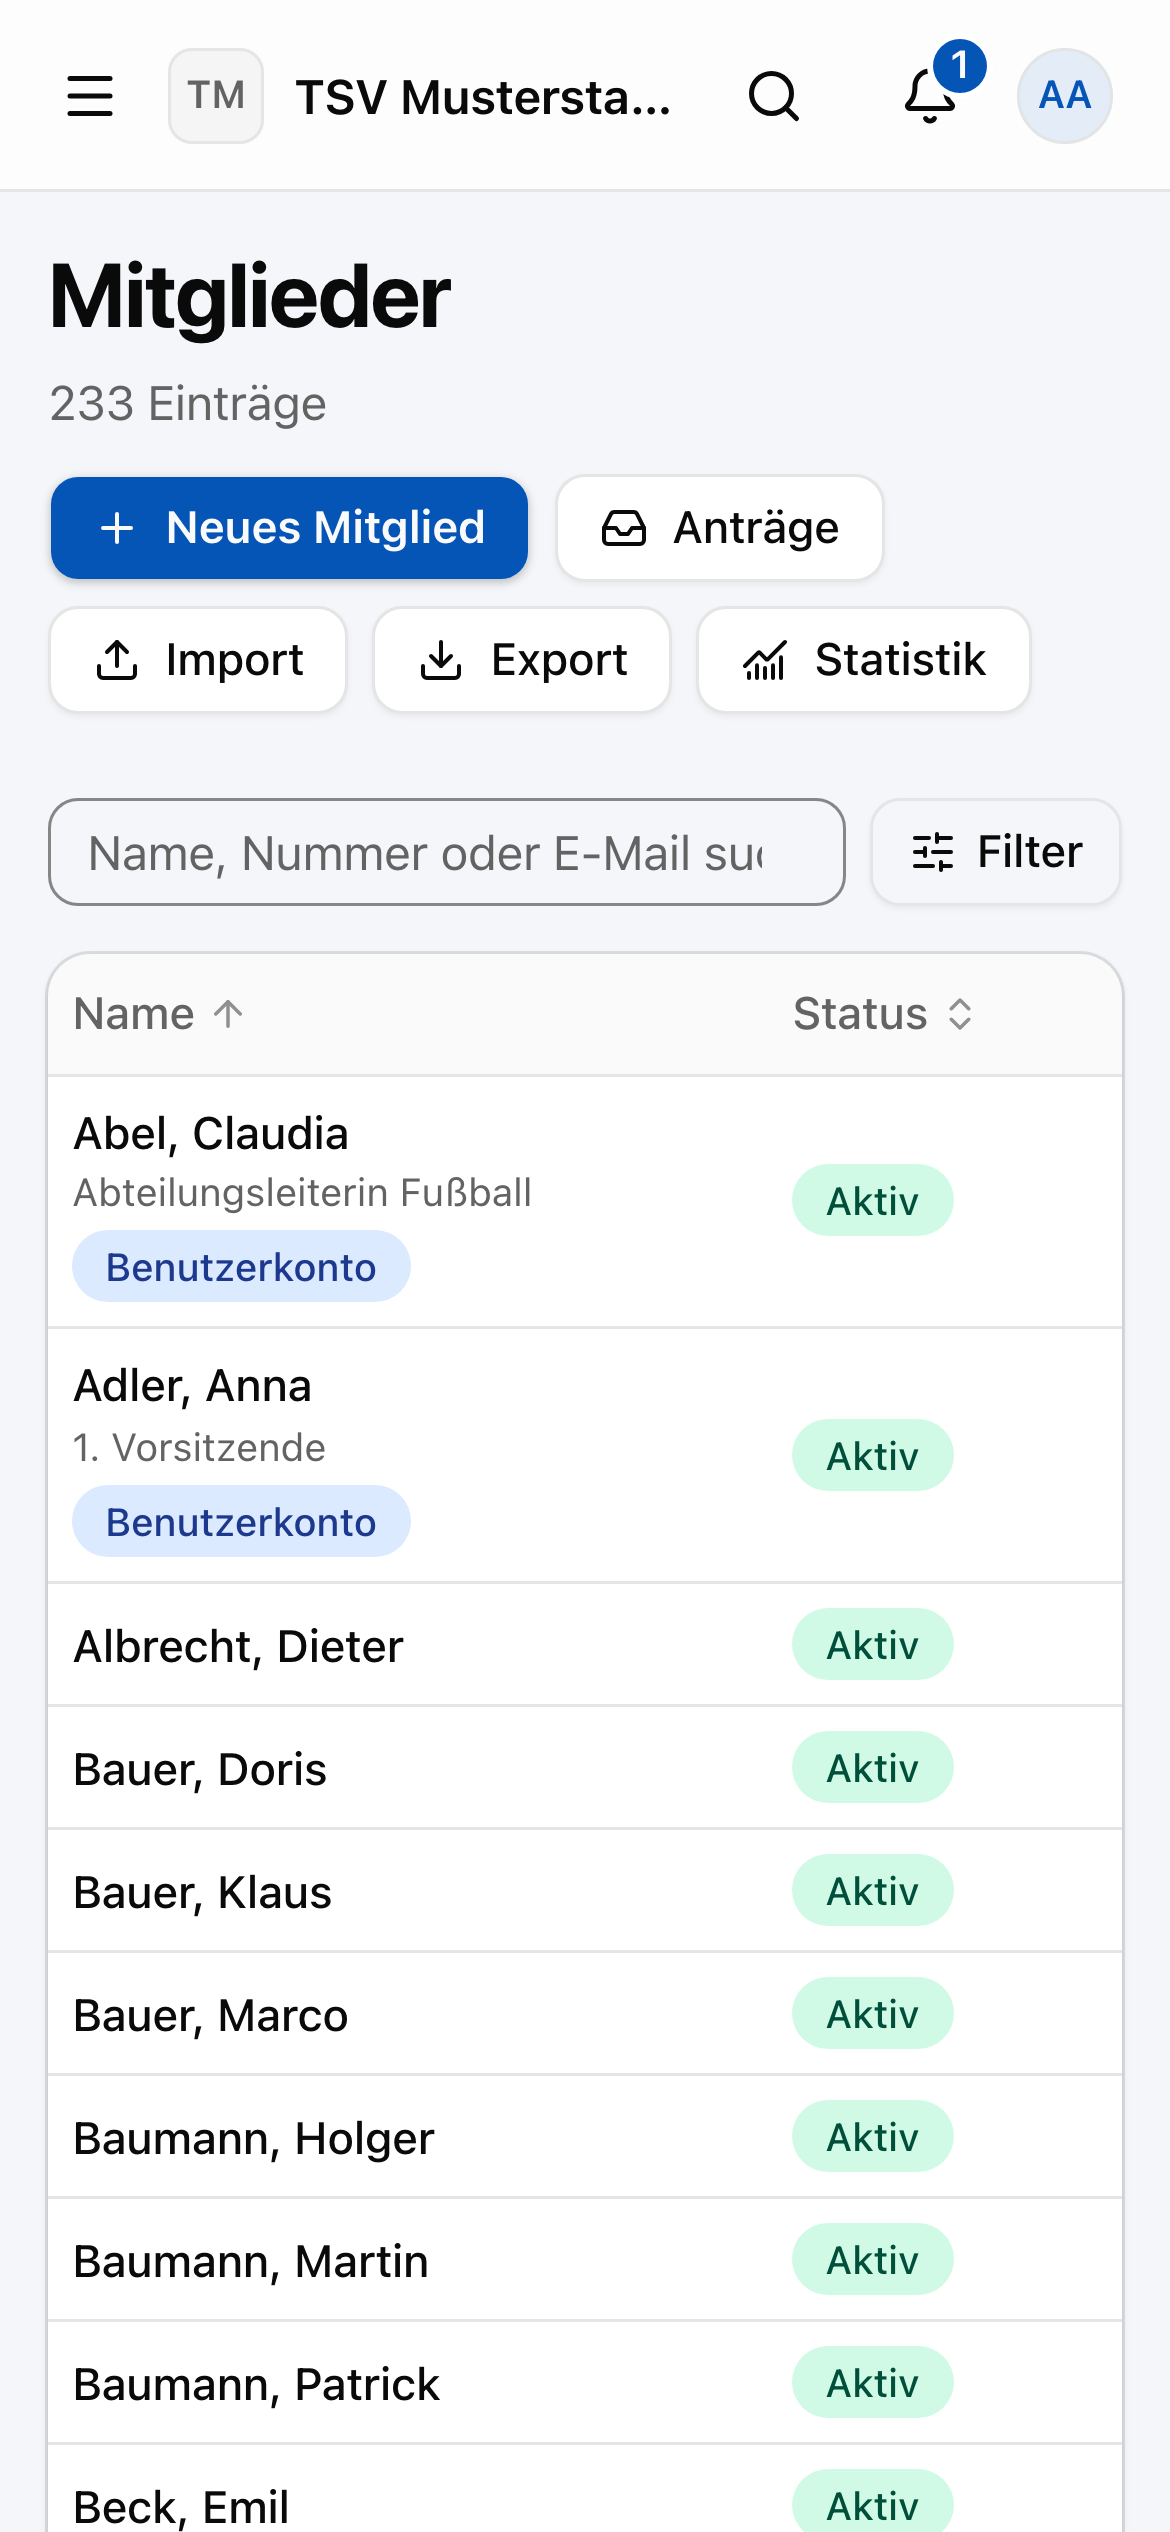 TM TSV Mustersta... 1 AA
Mitglieder
233 Einträge
Neues Mitglied Anträge
Import Export Statistik
Name, Nummer oder E-Mail suc Filter
Name Status
Abel, Claudia
Abteilungsleiterin Fußball
Aktiv
Benutzerkonto
Adler, Anna
1. Vorsitzende
Aktiv
Benutzerkonto
Albrecht, Dieter Aktiv
Bauer, Doris Aktiv
Bauer, Klaus Aktiv
Bauer, Marco Aktiv
Baumann, Holger Aktiv
Baumann, Martin Aktiv
Baumann, Patrick Aktiv
Beck, Emil Aktiv